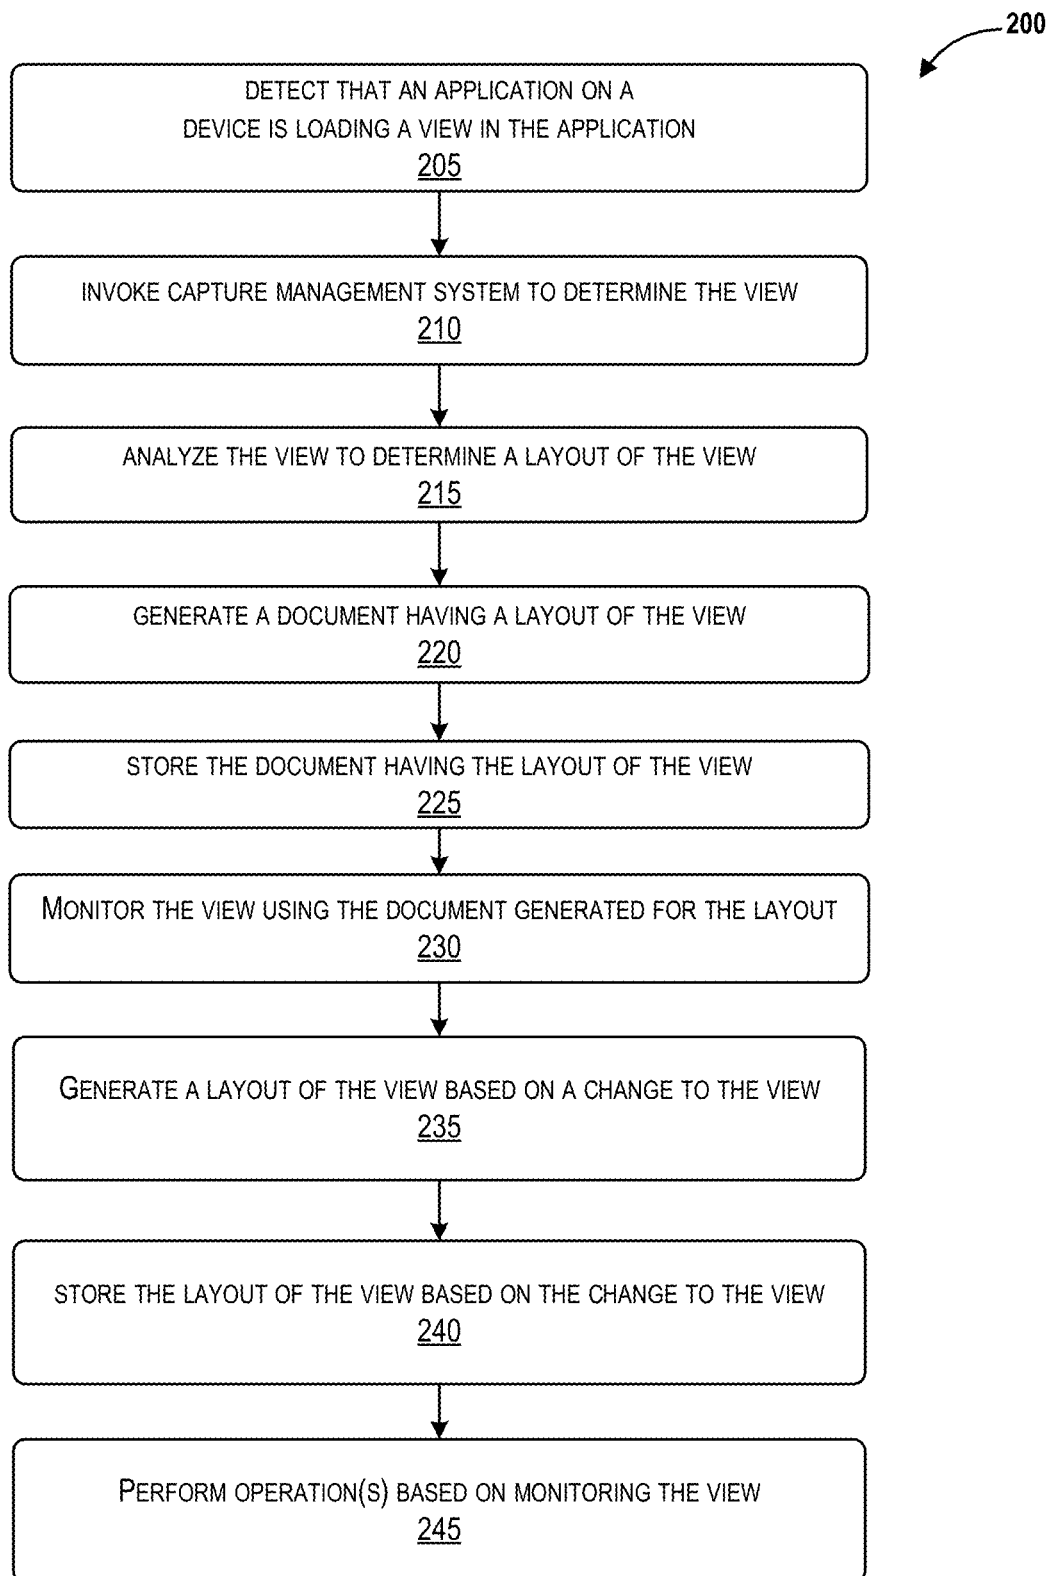 200
DETECT THAT AN APPLICATION ON A
DEVICE IS LOADING A VIEW IN THE APPLICATION
205
INVOKE CAPTURE MANAGEMENT SYSTEM TO DETERMINE THE VIEW
210
ANALYZE THE VIEW TO DETERMINE A LAYOUT OF THE VIEW
215
GENERATE A DOCUMENT HAVING A LAYOUT OF THE VIEW
220
STORE THE DOCUMENT HAVING THE LAYOUT OF THE VIEW
225
MONITOR THE VIEW USING THE DOCUMENT GENERATED FOR THE LAYOUT
230
GENERATE A LAYOUT OF THE VIEW BASED ON A CHANGE TO THE VIEW
235
STORE THE LAYOUT OF THE VIEW BASED ON THE CHANGE TO THE VIEW
240
PERFORM OPERATION(S) BASED ON MONITORING THE VIEW
245